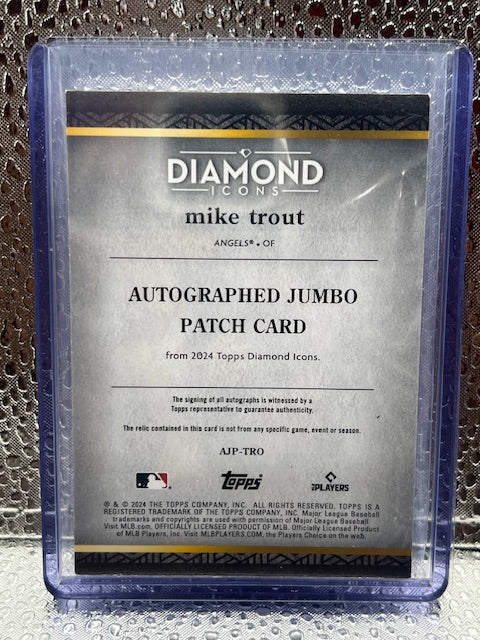 DIAMOND
ICONS
mike trout
ANGELS® • OF
AUTOGRAPHED JUMBO
PATCH CARD
from 2024 Topps Diamond Icons.
The signing of all autographs is witnessed by a
Topps representative to guarantee authenticity.
The relic contained in this card is not from any specific game, event or season.
AJP-TRO
Topps
PLAYERS
® & © 2024 THE TOPPS COMPANY, INC. ALL RIGHTS RESERVED. TOPPS IS A
REGISTERED TRADEMARK OF THE TOPPS COMPANY, INC. Major League Baseball
trademarks and copyrights are used with permission of Major League Baseball.
Visit MLB.com. OFFICIALLY LICENSED PRODUCT OF MLB. Officially Licensed Product
of MLB Players, Inc. Visit MLBPLAYERS.COM, the Players Choice on the web